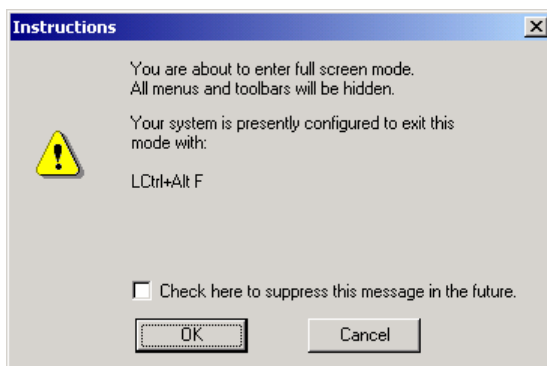 Instructions
You are about to enter full screen mode.
All menus and toolbars will be hidden.
Your system is presently configured to exit this
mode with:
LCtrl+Alt F
Check here to suppress this message in the future.
OK Cancel